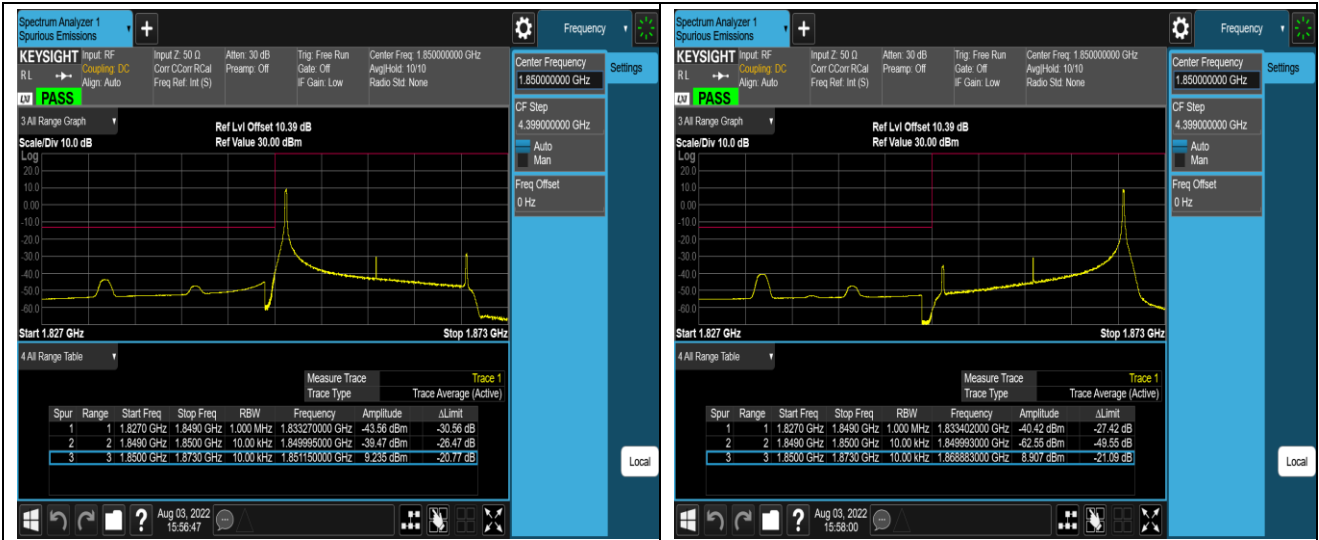 Spectrum Analyzer 1
Spurious Emissions
Frequency
KEYSIGHT Input: RF Input Z: 50 Ω Atten: 30 dB Trig: Free Run Center Freq: 1.850000000 GHz
RL Coupling: DC Corr CCorr RCal Preamp: Off Gate: Off Avg|Hold: 10/10
Align: Auto Freq Ref: Int (S) IF Gain: Low Radio Std: None
PASS
Center Frequency
1.850000000 GHz
Settings
CF Step
4.399000000 GHz
Auto
Man
Freq Offset
0 Hz
3 All Range Graph
Ref Lvl Offset 10.39 dB
Scale/Div 10.0 dB Ref Value 30.00 dBm
Log
20.0
10.0
0.00
-10.0
-20.0
-30.0
-40.0
-50.0
-60.0
Start 1.827 GHz Stop 1.873 GHz
4 All Range Table
Measure Trace Trace 1
Trace Type Trace Average (Active)
Spur Range Start Freq Stop Freq RBW Frequency Amplitude ΔLimit
1 1 1.8270 GHz 1.8490 GHz 1.000 MHz 1.833270000 GHz -43.56 dBm -30.56 dB
2 2 1.8490 GHz 1.8500 GHz 10.00 kHz 1.849995000 GHz -39.47 dBm -26.47 dB
3 3 1.8500 GHz 1.8730 GHz 10.00 kHz 1.851150000 GHz 9.235 dBm -20.77 dB
Local
Aug 03, 2022
15:56:47
Spectrum Analyzer 1
Spurious Emissions
Frequency
KEYSIGHT Input: RF Input Z: 50 Ω Atten: 30 dB Trig: Free Run Center Freq: 1.850000000 GHz
RL Coupling: DC Corr CCorr RCal Preamp: Off Gate: Off Avg|Hold: 10/10
Align: Auto Freq Ref: Int (S) IF Gain: Low Radio Std: None
PASS
Center Frequency
1.850000000 GHz
Settings
CF Step
4.399000000 GHz
Auto
Man
Freq Offset
0 Hz
3 All Range Graph
Ref Lvl Offset 10.39 dB
Scale/Div 10.0 dB Ref Value 30.00 dBm
Log
20.0
10.0
0.00
-10.0
-20.0
-30.0
-40.0
-50.0
-60.0
Start 1.827 GHz Stop 1.873 GHz
4 All Range Table
Measure Trace Trace 1
Trace Type Trace Average (Active)
Spur Range Start Freq Stop Freq RBW Frequency Amplitude ΔLimit
1 1 1.8270 GHz 1.8490 GHz 1.000 MHz 1.833402000 GHz -40.42 dBm -27.42 dB
2 2 1.8490 GHz 1.8500 GHz 10.00 kHz 1.849993000 GHz -62.55 dBm -49.55 dB
3 3 1.8500 GHz 1.8730 GHz 10.00 kHz 1.868883000 GHz 8.907 dBm -21.09 dB
Local
Aug 03, 2022
15:58:00